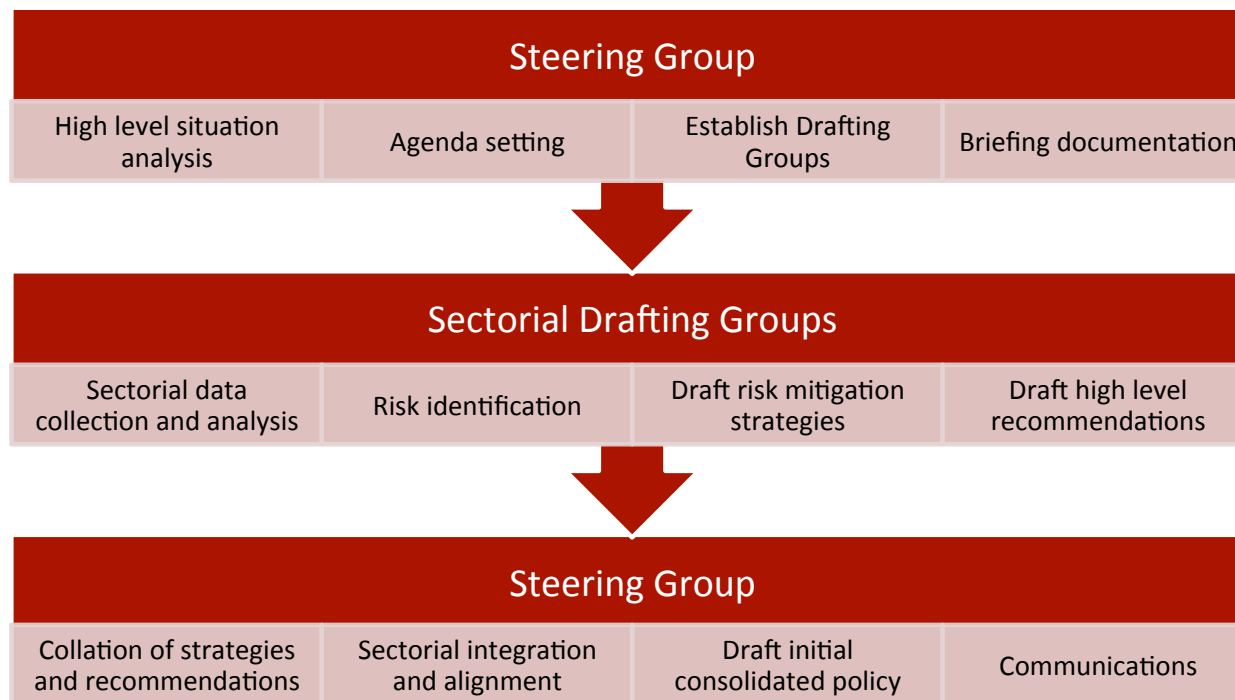 Steering Group
High level situation
analysis
Agenda setting
Establish Drafting
Groups
Briefing documentation
Sectorial Drafting Groups
Sectorial data
collection and analysis
Risk identification
Draft risk mitigation
strategies
Draft high level
recommendations
Steering Group
Collation of strategies
and recommendations
Sectorial integration
and alignment
Draft initial
consolidated policy
Communications